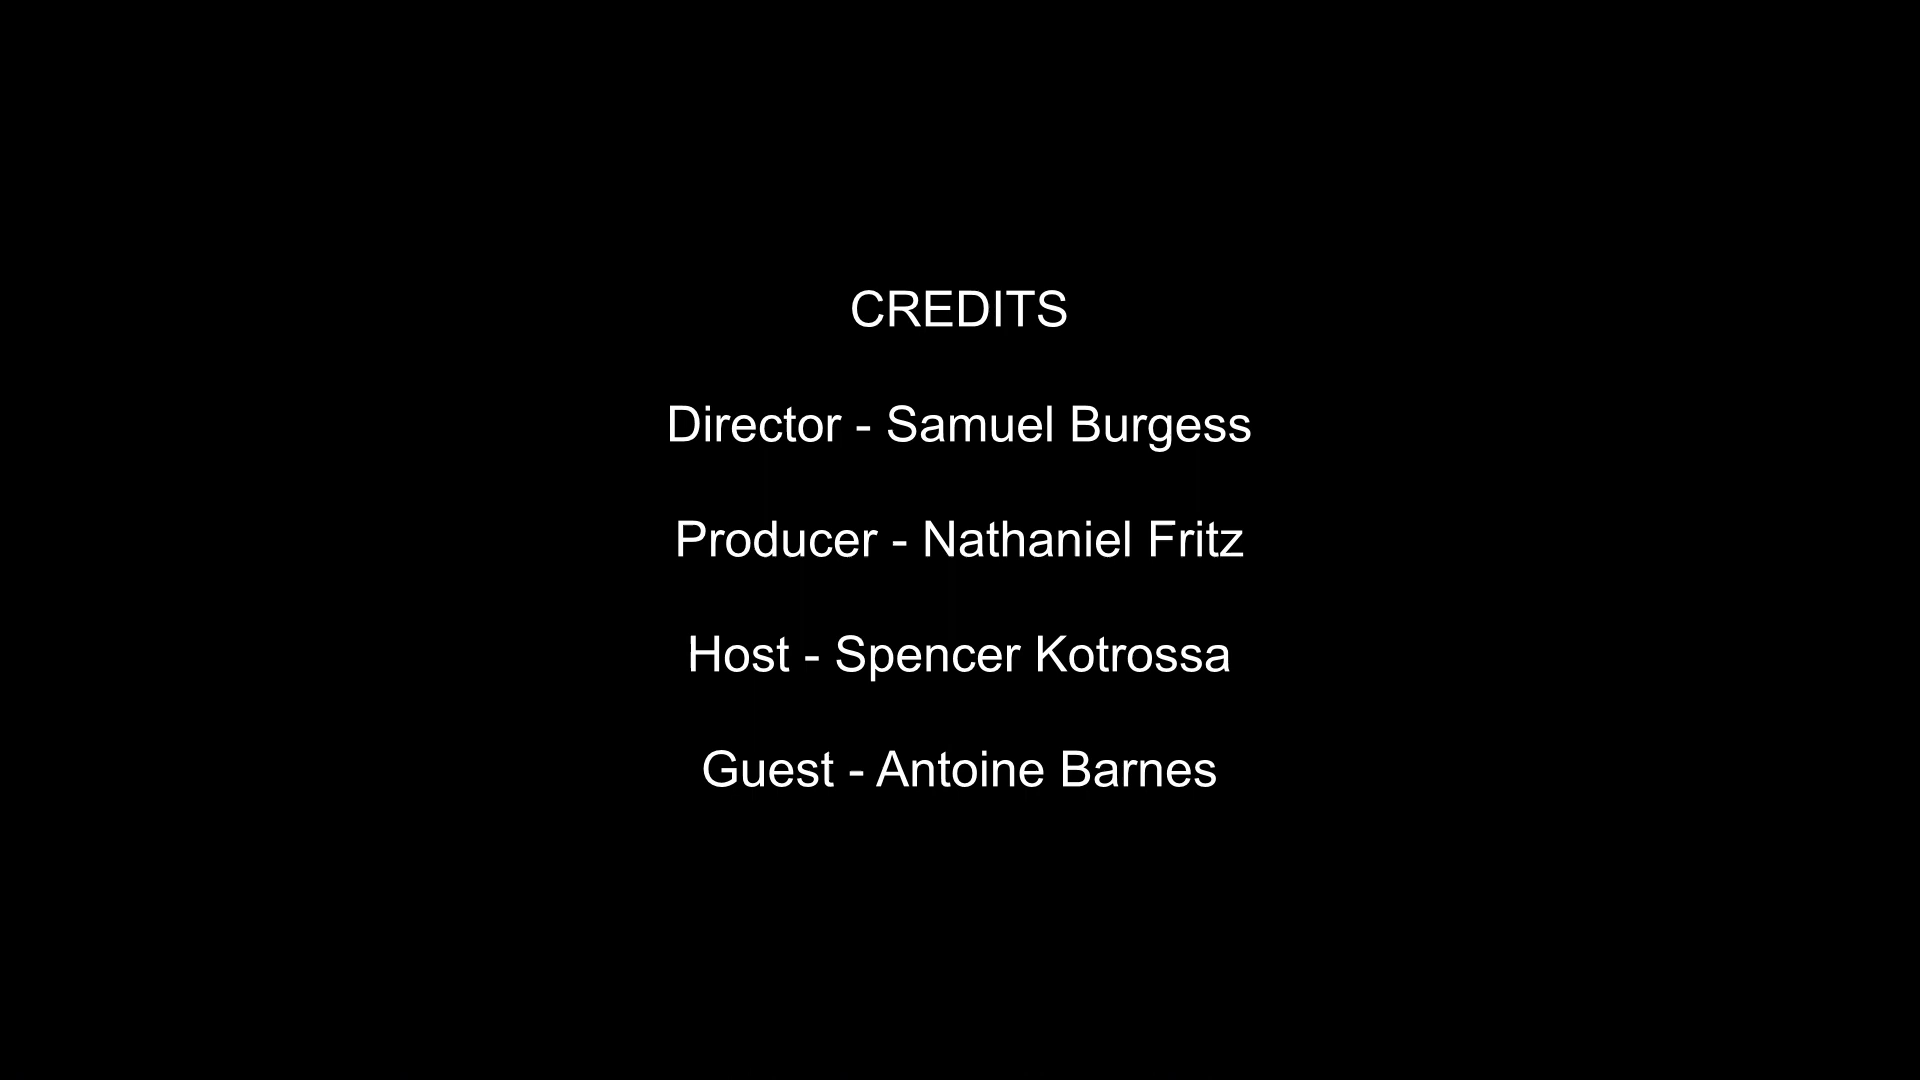 CREDITS
Director - Samuel Burgess
Producer - Nathaniel Fritz
Host - Spencer Kotrossa
Guest - Antoine Barnes